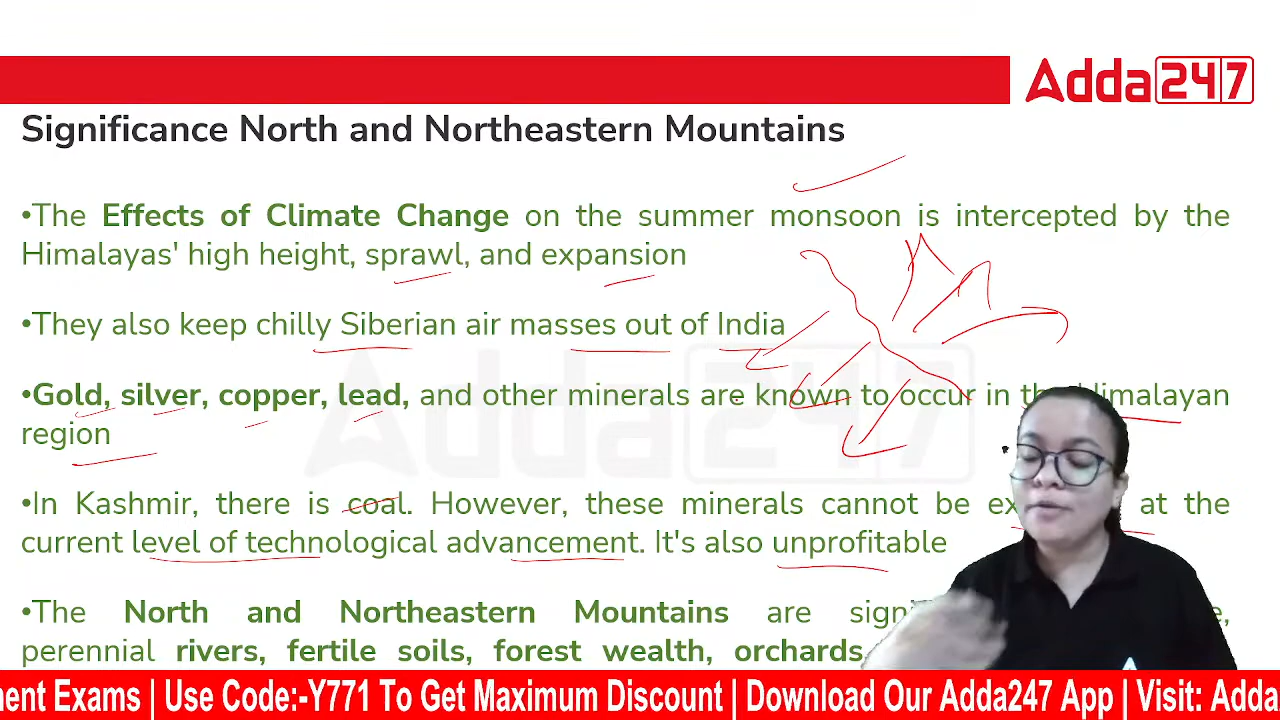 Adda247
Significance North and Northeastern Mountains
•The Effects of Climate Change on the summer monsoon is intercepted by the
Himalayas' high height, sprawl, and expansion
•They also keep chilly Siberian air masses out of India
•Gold, silver, copper, lead, and other minerals are known to occur in the Himalayan
region
•In Kashmir, there is coal. However, these minerals cannot be at the
current level of technological advancement. It's also unprofitable
•The North and Northeastern Mountains are
perennial rivers, fertile soils, forest wealth, orchards
Adda247
ment Exams | Use Code:-Y771 To Get Maximum Discount | Download Our Adda247 App | Visit: Adda